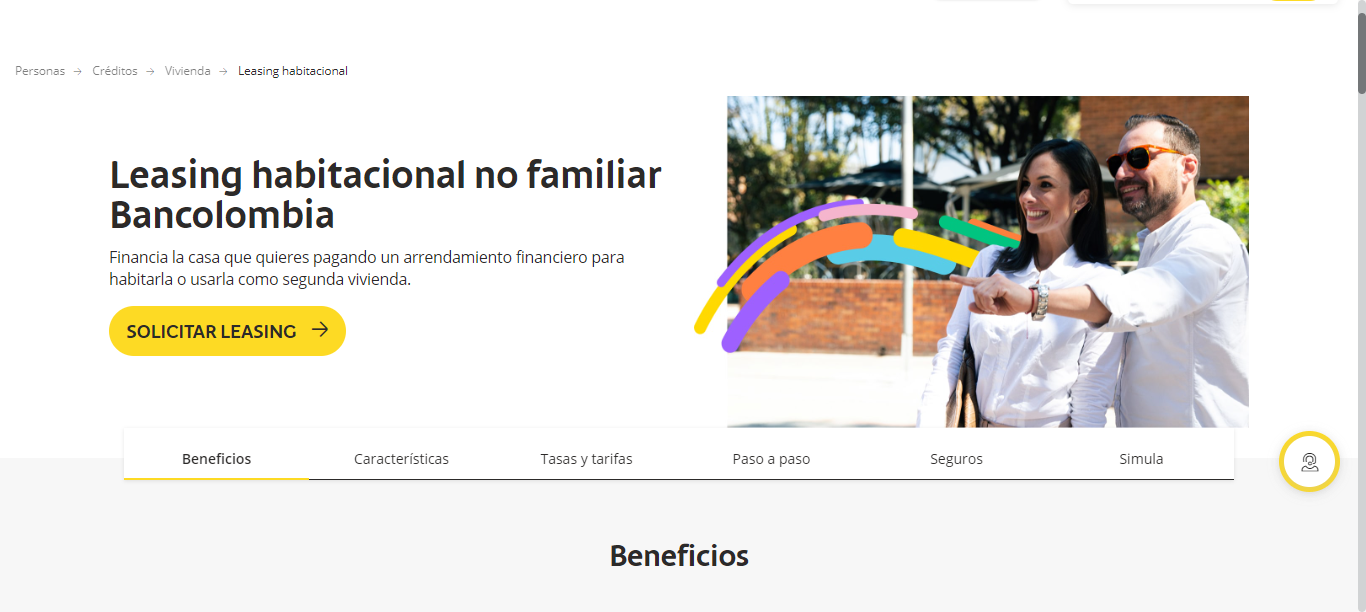 Personas → Créditos → Vivienda → Leasing habitacional
Leasing habitacional no familiar
Bancolombia
Financia la casa que quieres pagando un arrendamiento financiero para
habitarla o usarla como segunda vivienda.
SOLICITAR LEASING →
Beneficios Características Tasas y tarifas Paso a paso Seguros Simula
Beneficios